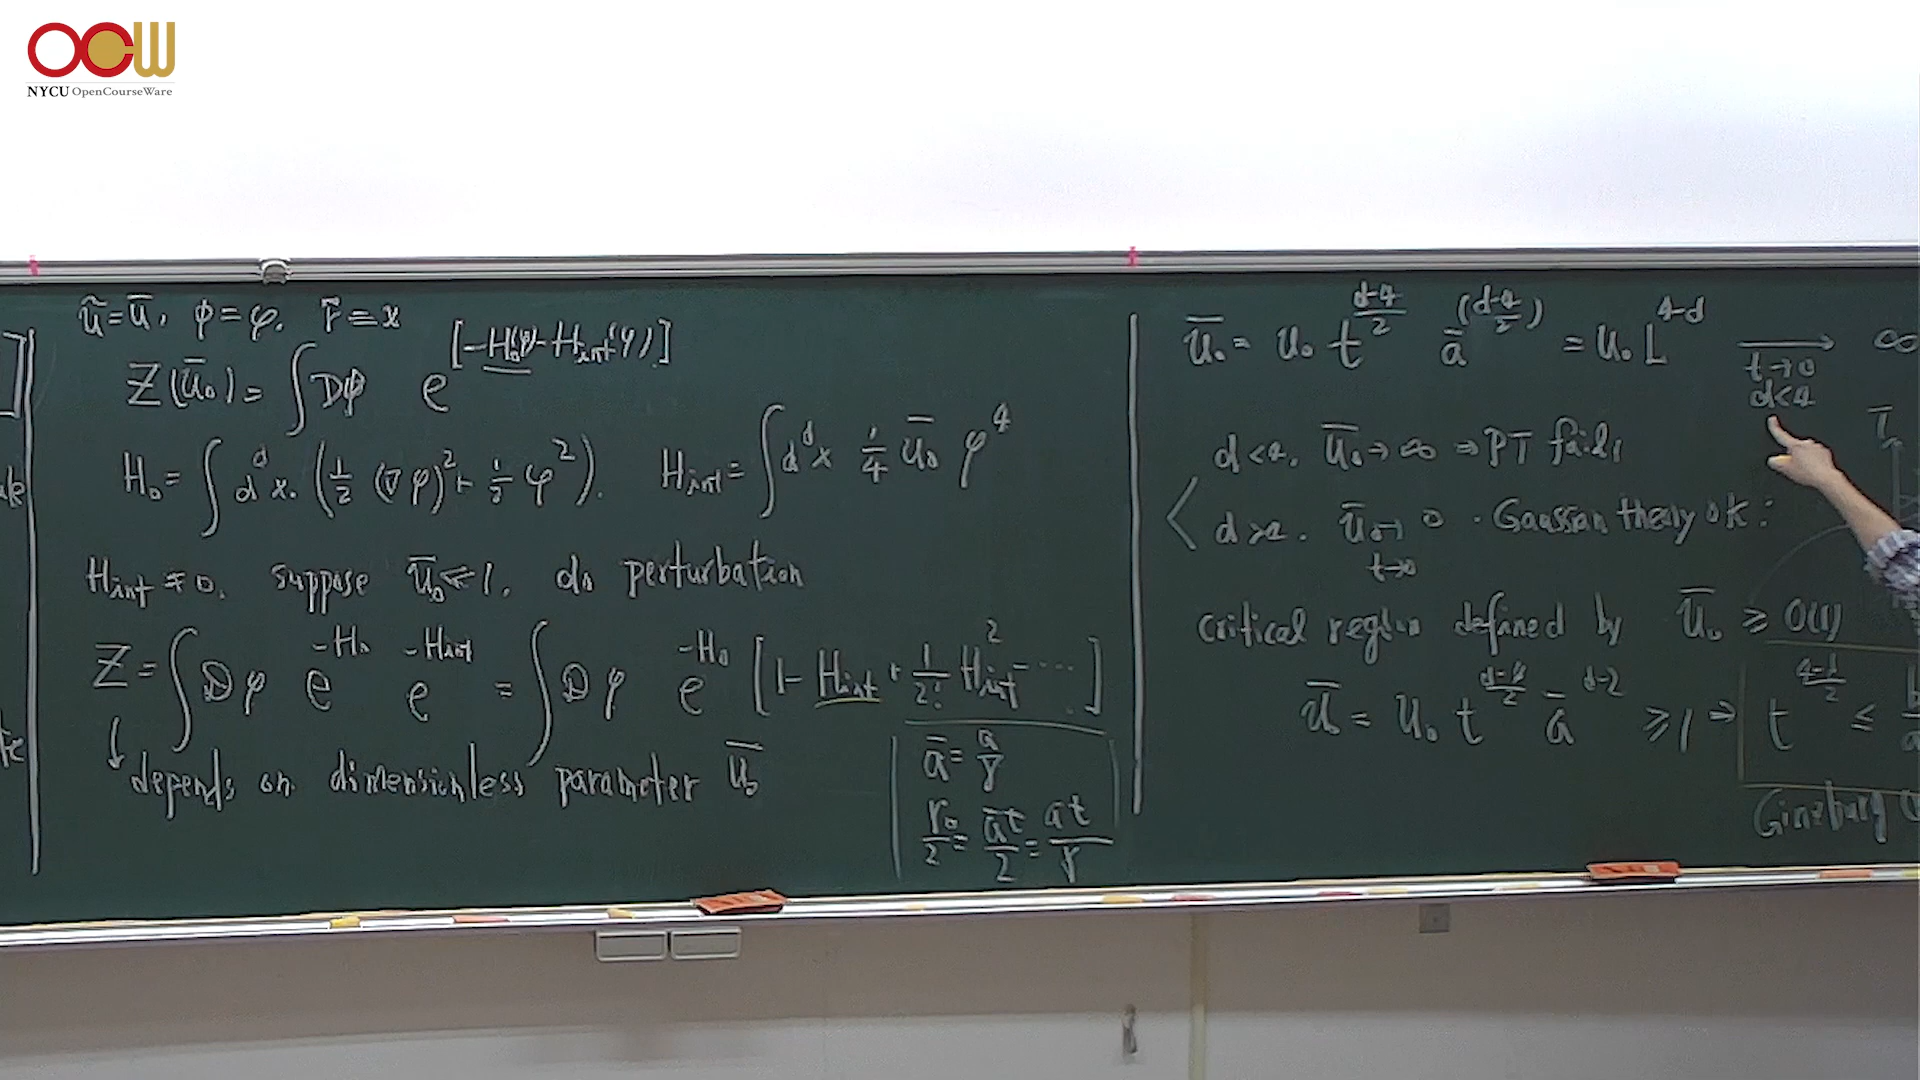 OCW
NYCU OpenCourseWare
ũ = ū, φ = φ. r̄ = x
Z(ū₀) = ∫ Dφ e^[-H₀(φ) - H_int(φ)]
H₀ = ∫ d^d x. (½ (∇φ)² + ½ φ²). H_int = ∫ d^d x ¼ ū₀ φ⁴
H_int ≠ 0. suppose ū₀ ≪ 1. do perturbation
Z = ∫ Dφ e^{-H₀} e^{-H_int} = ∫ Dφ e^{-H₀} [1 - H_int + 1/2! H_int² - ⋯]
↓ depends on dimensionless parameter ū₀
ā = a/γ
r₀/2 = āt/2 = at/γ
ū₀ = u₀ t^{(d-4)/2} ā^{(d-4)/2} = u₀ L^{4-d} → ∞
t→0
d<4
d<4. ū₀ → ∞ ⇒ PT fails
d>4. ū₀ → 0 . Gaussian theory ok :
t→0
critical region defined by ū₀ ≥ O(1)
ū = u₀ t^{(d-4)/2} ā^{d-2} ≥ 1 ⇒ t^{(4-d)/2} ≤
Ginzburg